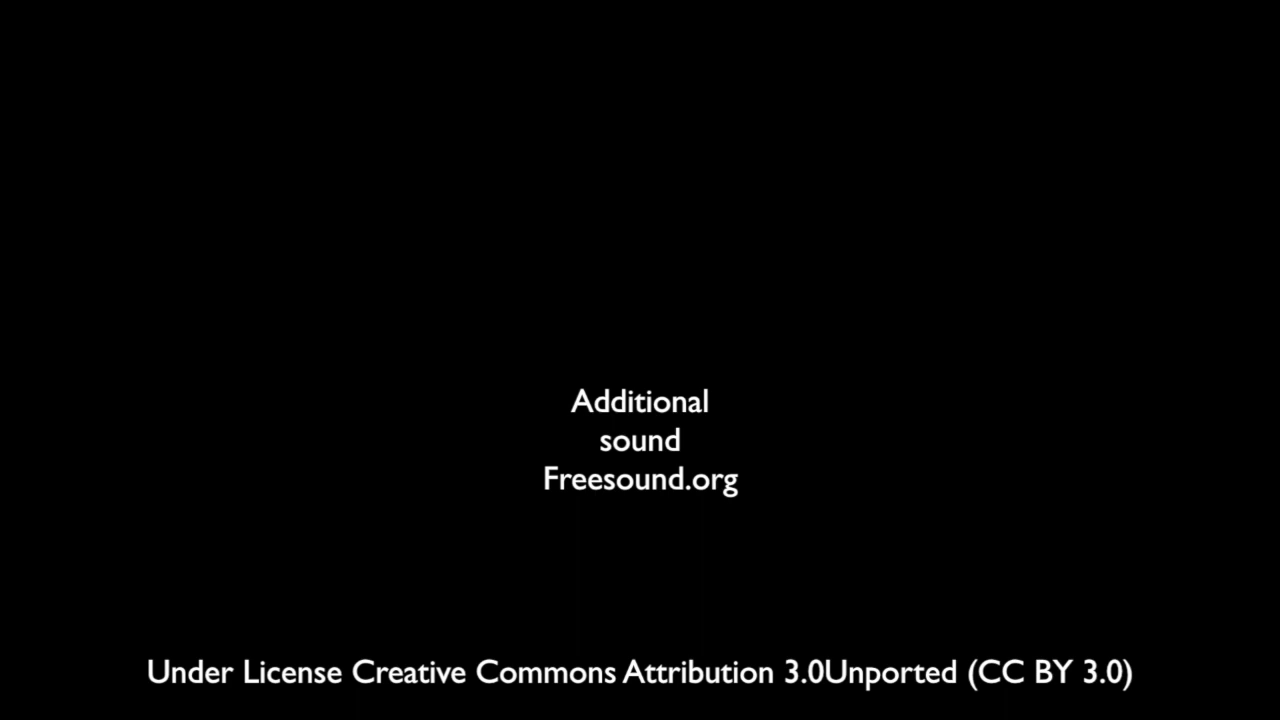 Additional
sound
Freesound.org
Under License Creative Commons Attribution 3.0Unported (CC BY 3.0)